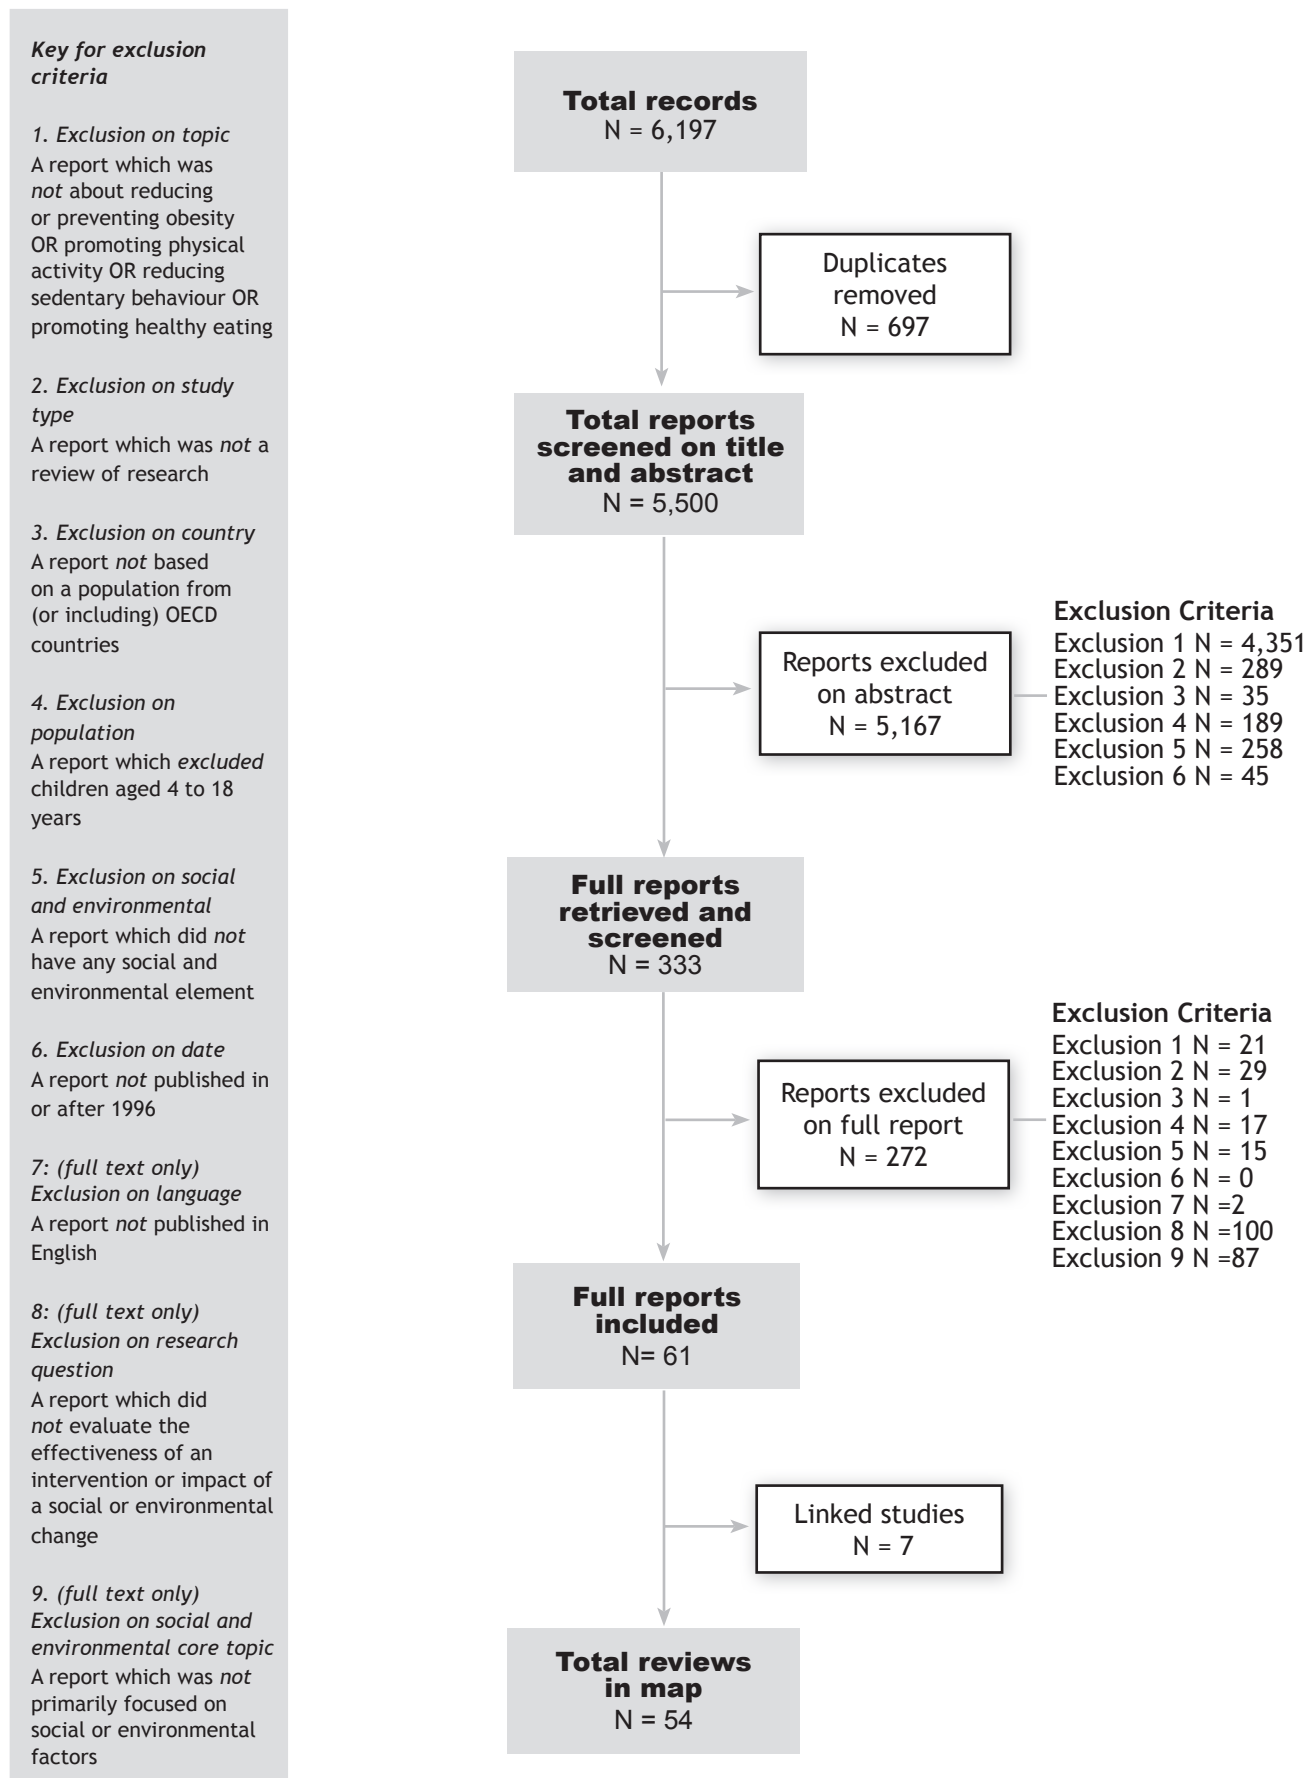 Key for exclusion
criteria
1. Exclusion on topic
A report which was
not about reducing
or preventing obesity
OR promoting physical
activity OR reducing
sedentary behaviour OR
promoting healthy eating
2. Exclusion on study
type
A report which was not a
review of research
3. Exclusion on country
A report not based
on a population from
(or including) OECD
countries
4. Exclusion on
population
A report which excluded
children aged 4 to 18
years
5. Exclusion on social
and environmental
A report which did not
have any social and
environmental element
6. Exclusion on date
A report not published in
or after 1996
7: (full text only)
Exclusion on language
A report not published in
English
8: (full text only)
Exclusion on research
question
A report which did
not evaluate the
effectiveness of an
intervention or impact of
a social or environmental
change
9. (full text only)
Exclusion on social and
environmental core topic
A report which was not
primarily focused on
social or environmental
factors
Total records
N = 6,197
Duplicates
removed
N = 697
Total reports
screened on title
and abstract
N = 5,500
Reports excluded
on abstract
N = 5,167
Exclusion Criteria
Exclusion 1 N = 4,351
Exclusion 2 N = 289
Exclusion 3 N = 35
Exclusion 4 N = 189
Exclusion 5 N = 258
Exclusion 6 N = 45
Full reports
retrieved and
screened
N = 333
Reports excluded
on full report
N = 272
Exclusion Criteria
Exclusion 1 N = 21
Exclusion 2 N = 29
Exclusion 3 N = 1
Exclusion 4 N = 17
Exclusion 5 N = 15
Exclusion 6 N = 0
Exclusion 7 N =2
Exclusion 8 N =100
Exclusion 9 N =87
Full reports
included
N= 61
Linked studies
N = 7
Total reviews
in map
N = 54